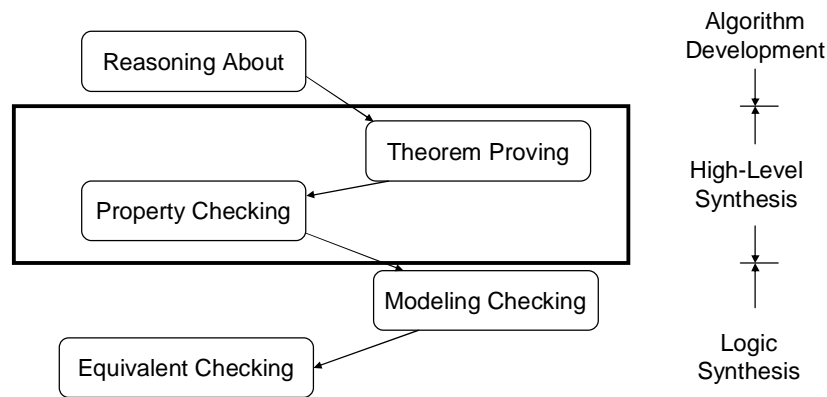 Algorithm
Development
Reasoning About
Theorem Proving
High-Level
Synthesis
Property Checking
Modeling Checking
Logic
Synthesis
Equivalent Checking